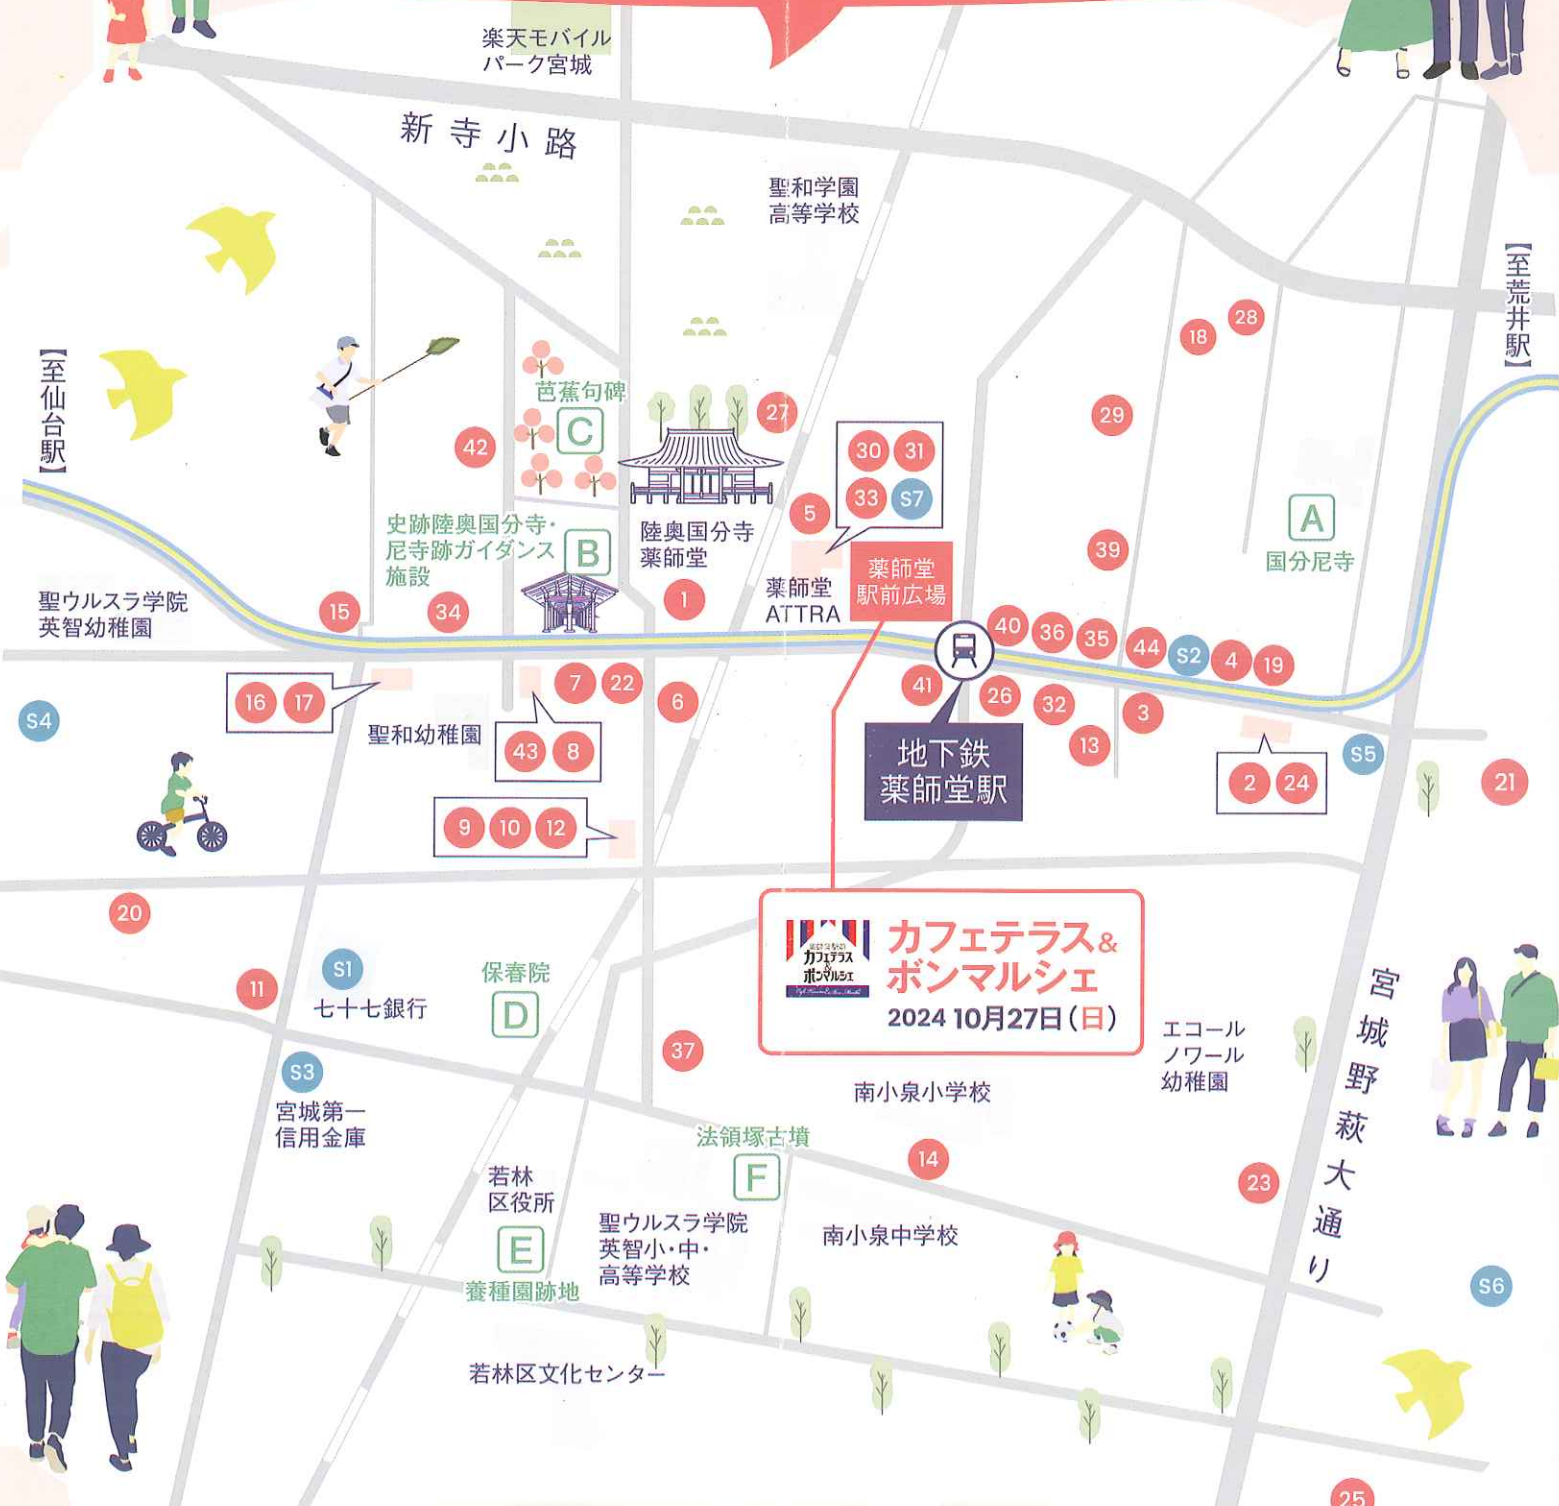 楽天モバイル
パーク宮城
新寺小路
聖和学園
高等学校
【至荒井駅】
【至仙台駅】
28
18
29
芭蕉句碑
C
27
42
30 31
33 S7
5
A
国分尼寺
史跡陸奥国分寺・
尼寺跡ガイダンス
施設
B
陸奥国分寺
薬師堂
39
薬師堂
駅前広場
薬師堂
ATTRA
聖ウルスラ学院
英智幼稚園
15
34
1
40 36 35 44 S2 4 19
16 17
7 22
6
41
26 32 3
13
S4
聖和幼稚園
43 8
地下鉄
薬師堂駅
2 24
S5
21
9 10 12
20
カフェテラス
&
ボンマルシェ
カフェテラス&
ボンマルシェ
2024 10月27日(日)
11
S1
七十七銀行
保春院
D
宮城野萩大通り
S3
宮城第一
信用金庫
37
エコール
ノワール
幼稚園
南小泉小学校
法領塚古墳
F
14
23
若林
区役所
E
養種園跡地
聖ウルスラ学院
英智小・中・
高等学校
南小泉中学校
S6
若林区文化センター
25